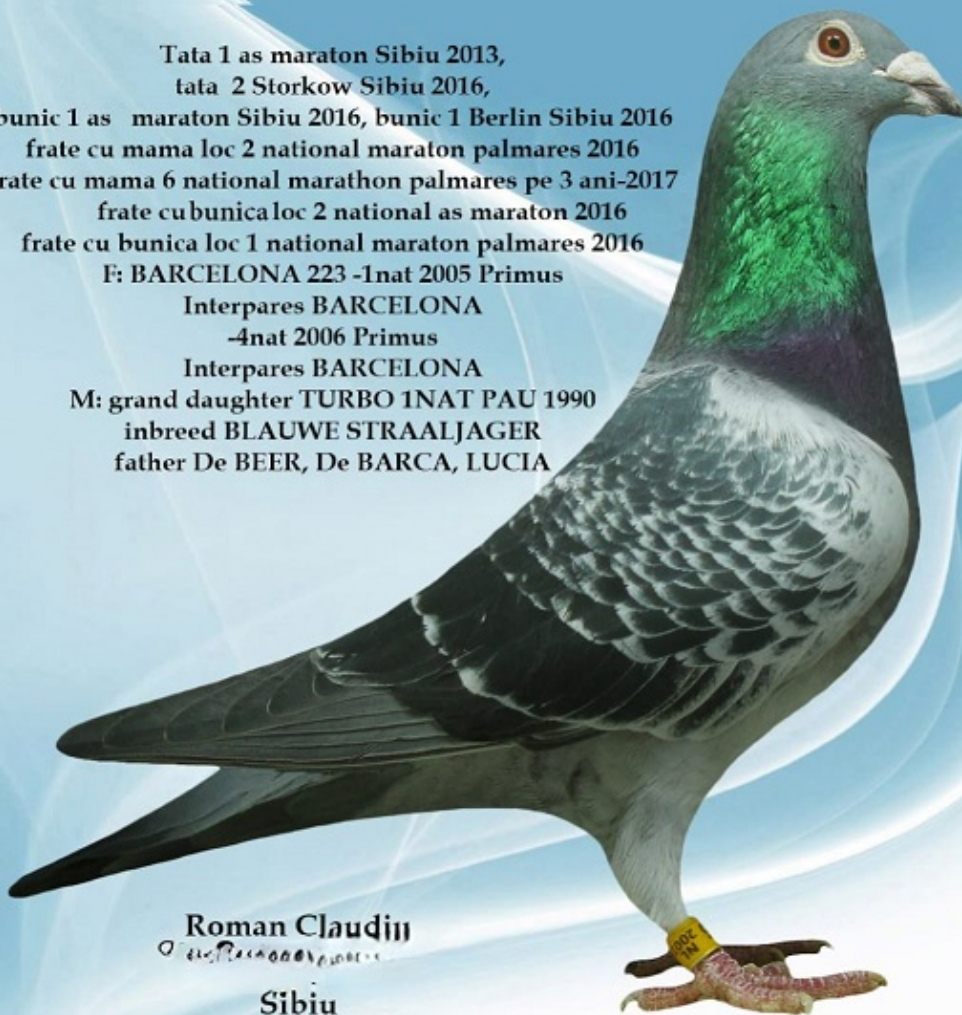 Tata 1 as maraton Sibiu 2013,
tata 2 Storkow Sibiu 2016,
bunic 1 as maraton Sibiu 2016, bunic 1 Berlin Sibiu 2016
frate cu mama loc 2 national maraton palmares 2016
rate cu mama 6 national marathon palmares pe 3 ani-2017
frate cu bunica loc 2 national as maraton 2016
frate cu bunica loc 1 national maraton palmares 2016
F: BARCELONA 223 -1nat 2005 Primus
Interpares BARCELONA
-4nat 2006 Primus
Interpares BARCELONA
M: grand daughter TURBO 1NAT PAU 1990
inbreed BLAUWE STRAALJAGER
father De BEER, De BARCA, LUCIA
Roman Claudiu
Sibiu
NL